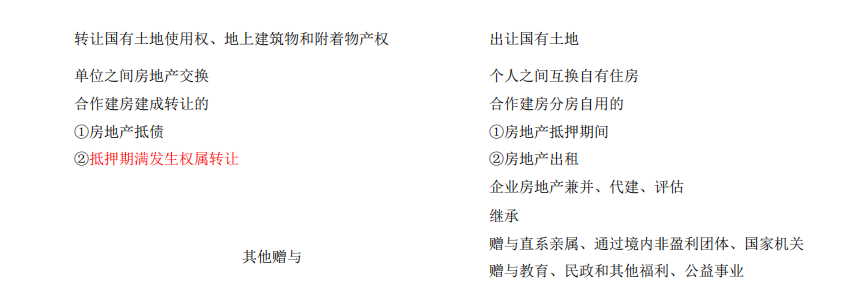 转让国有土地使用权、地上建筑物和附着物产权
出让国有土地
单位之间房地产交换
个人之间互换自有住房
合作建房建成转让的
合作建房分房自用的
①房地产抵债
①房地产抵押期间
②抵押期满发生权属转让
②房地产出租
企业房地产兼并、代建、评估
继承
其他赠与
赠与直系亲属、通过境内非盈利团体、国家机关
赠与教育、民政和其他福利、公益事业